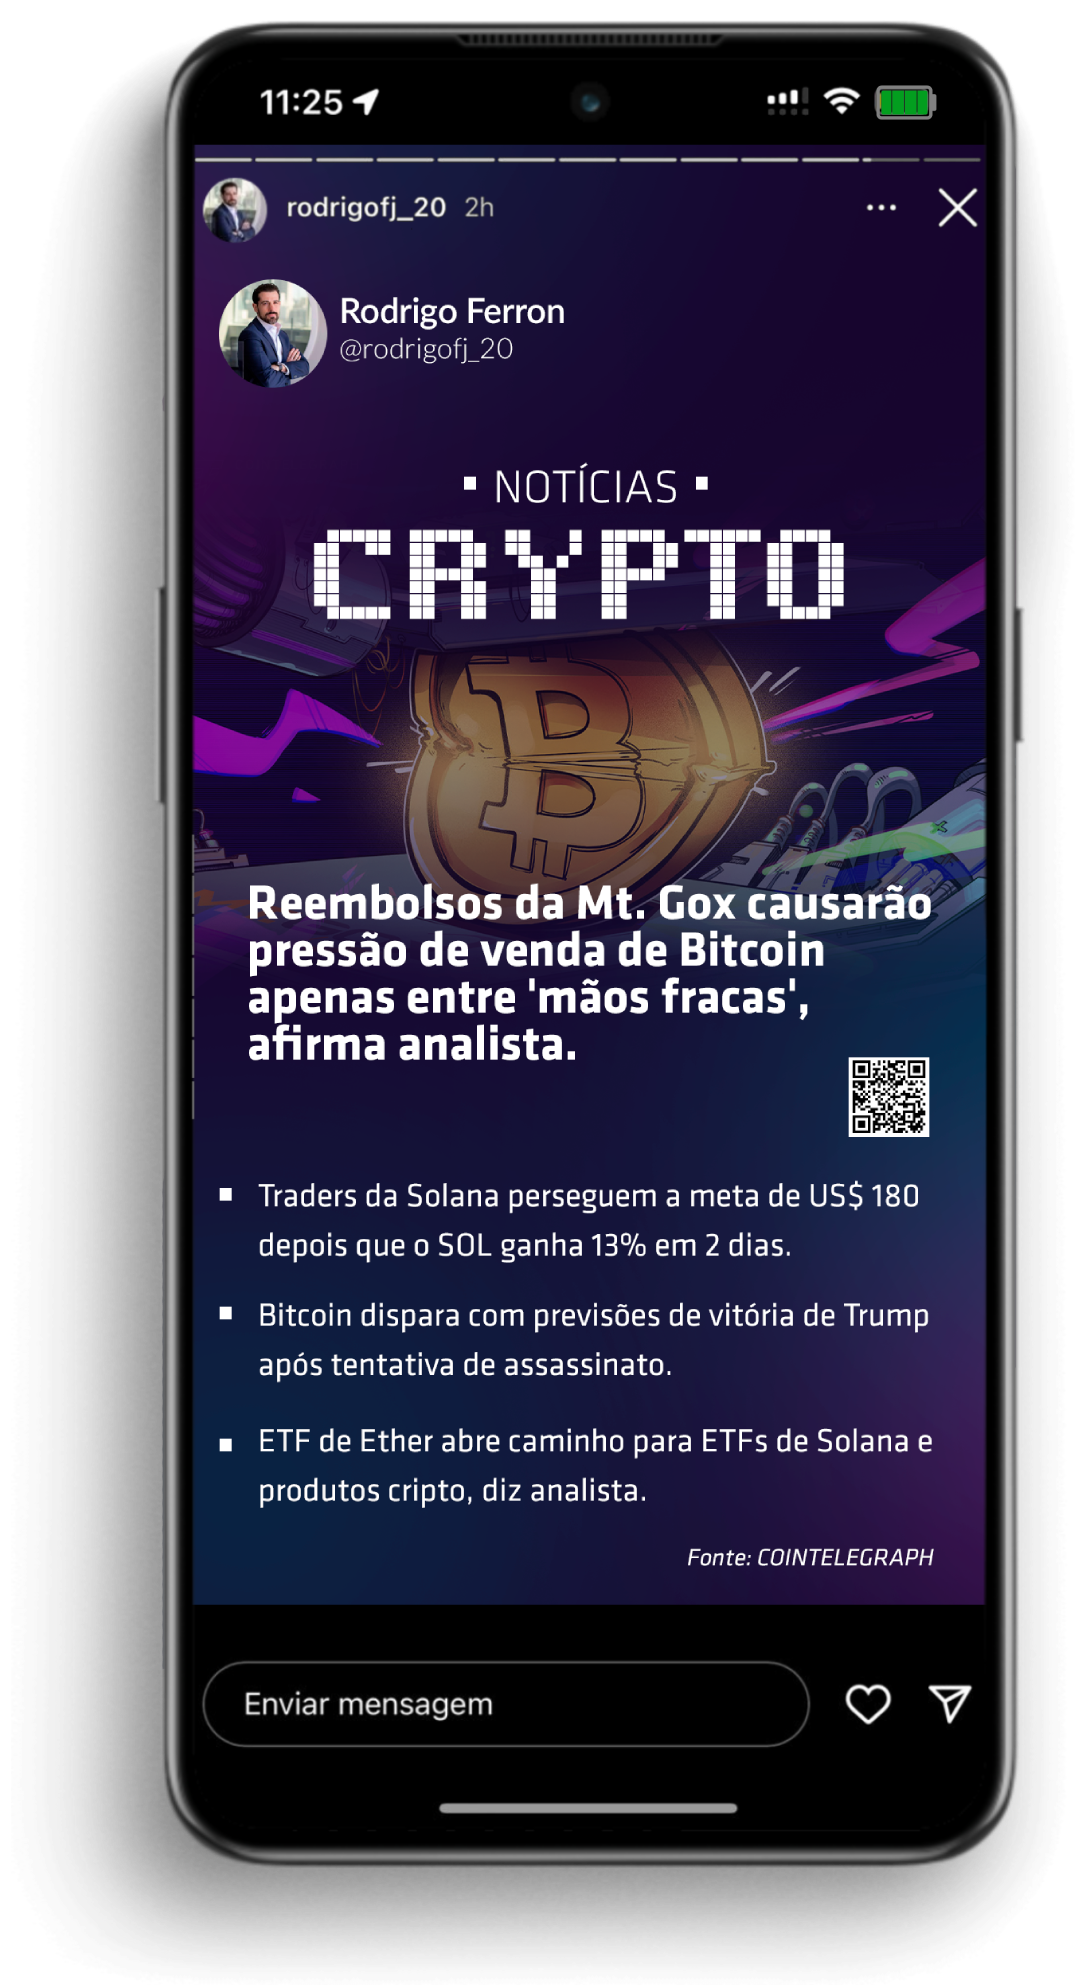 11:25
rodrigofj_20 2h
Rodrigo Ferron
@rodrigofj_20
NOTÍCIAS
CRYPTO
Reembolsos da Mt. Gox causarão
pressão de venda de Bitcoin
apenas entre 'mãos fracas',
afirma analista.
Traders da Solana perseguem a meta de US$ 180
depois que o SOL ganha 13% em 2 dias.
Bitcoin dispara com previsões de vitória de Trump
após tentativa de assassinato.
ETF de Ether abre caminho para ETFs de Solana e
produtos cripto, diz analista.
Fonte: COINTELEGRAPH
Enviar mensagem